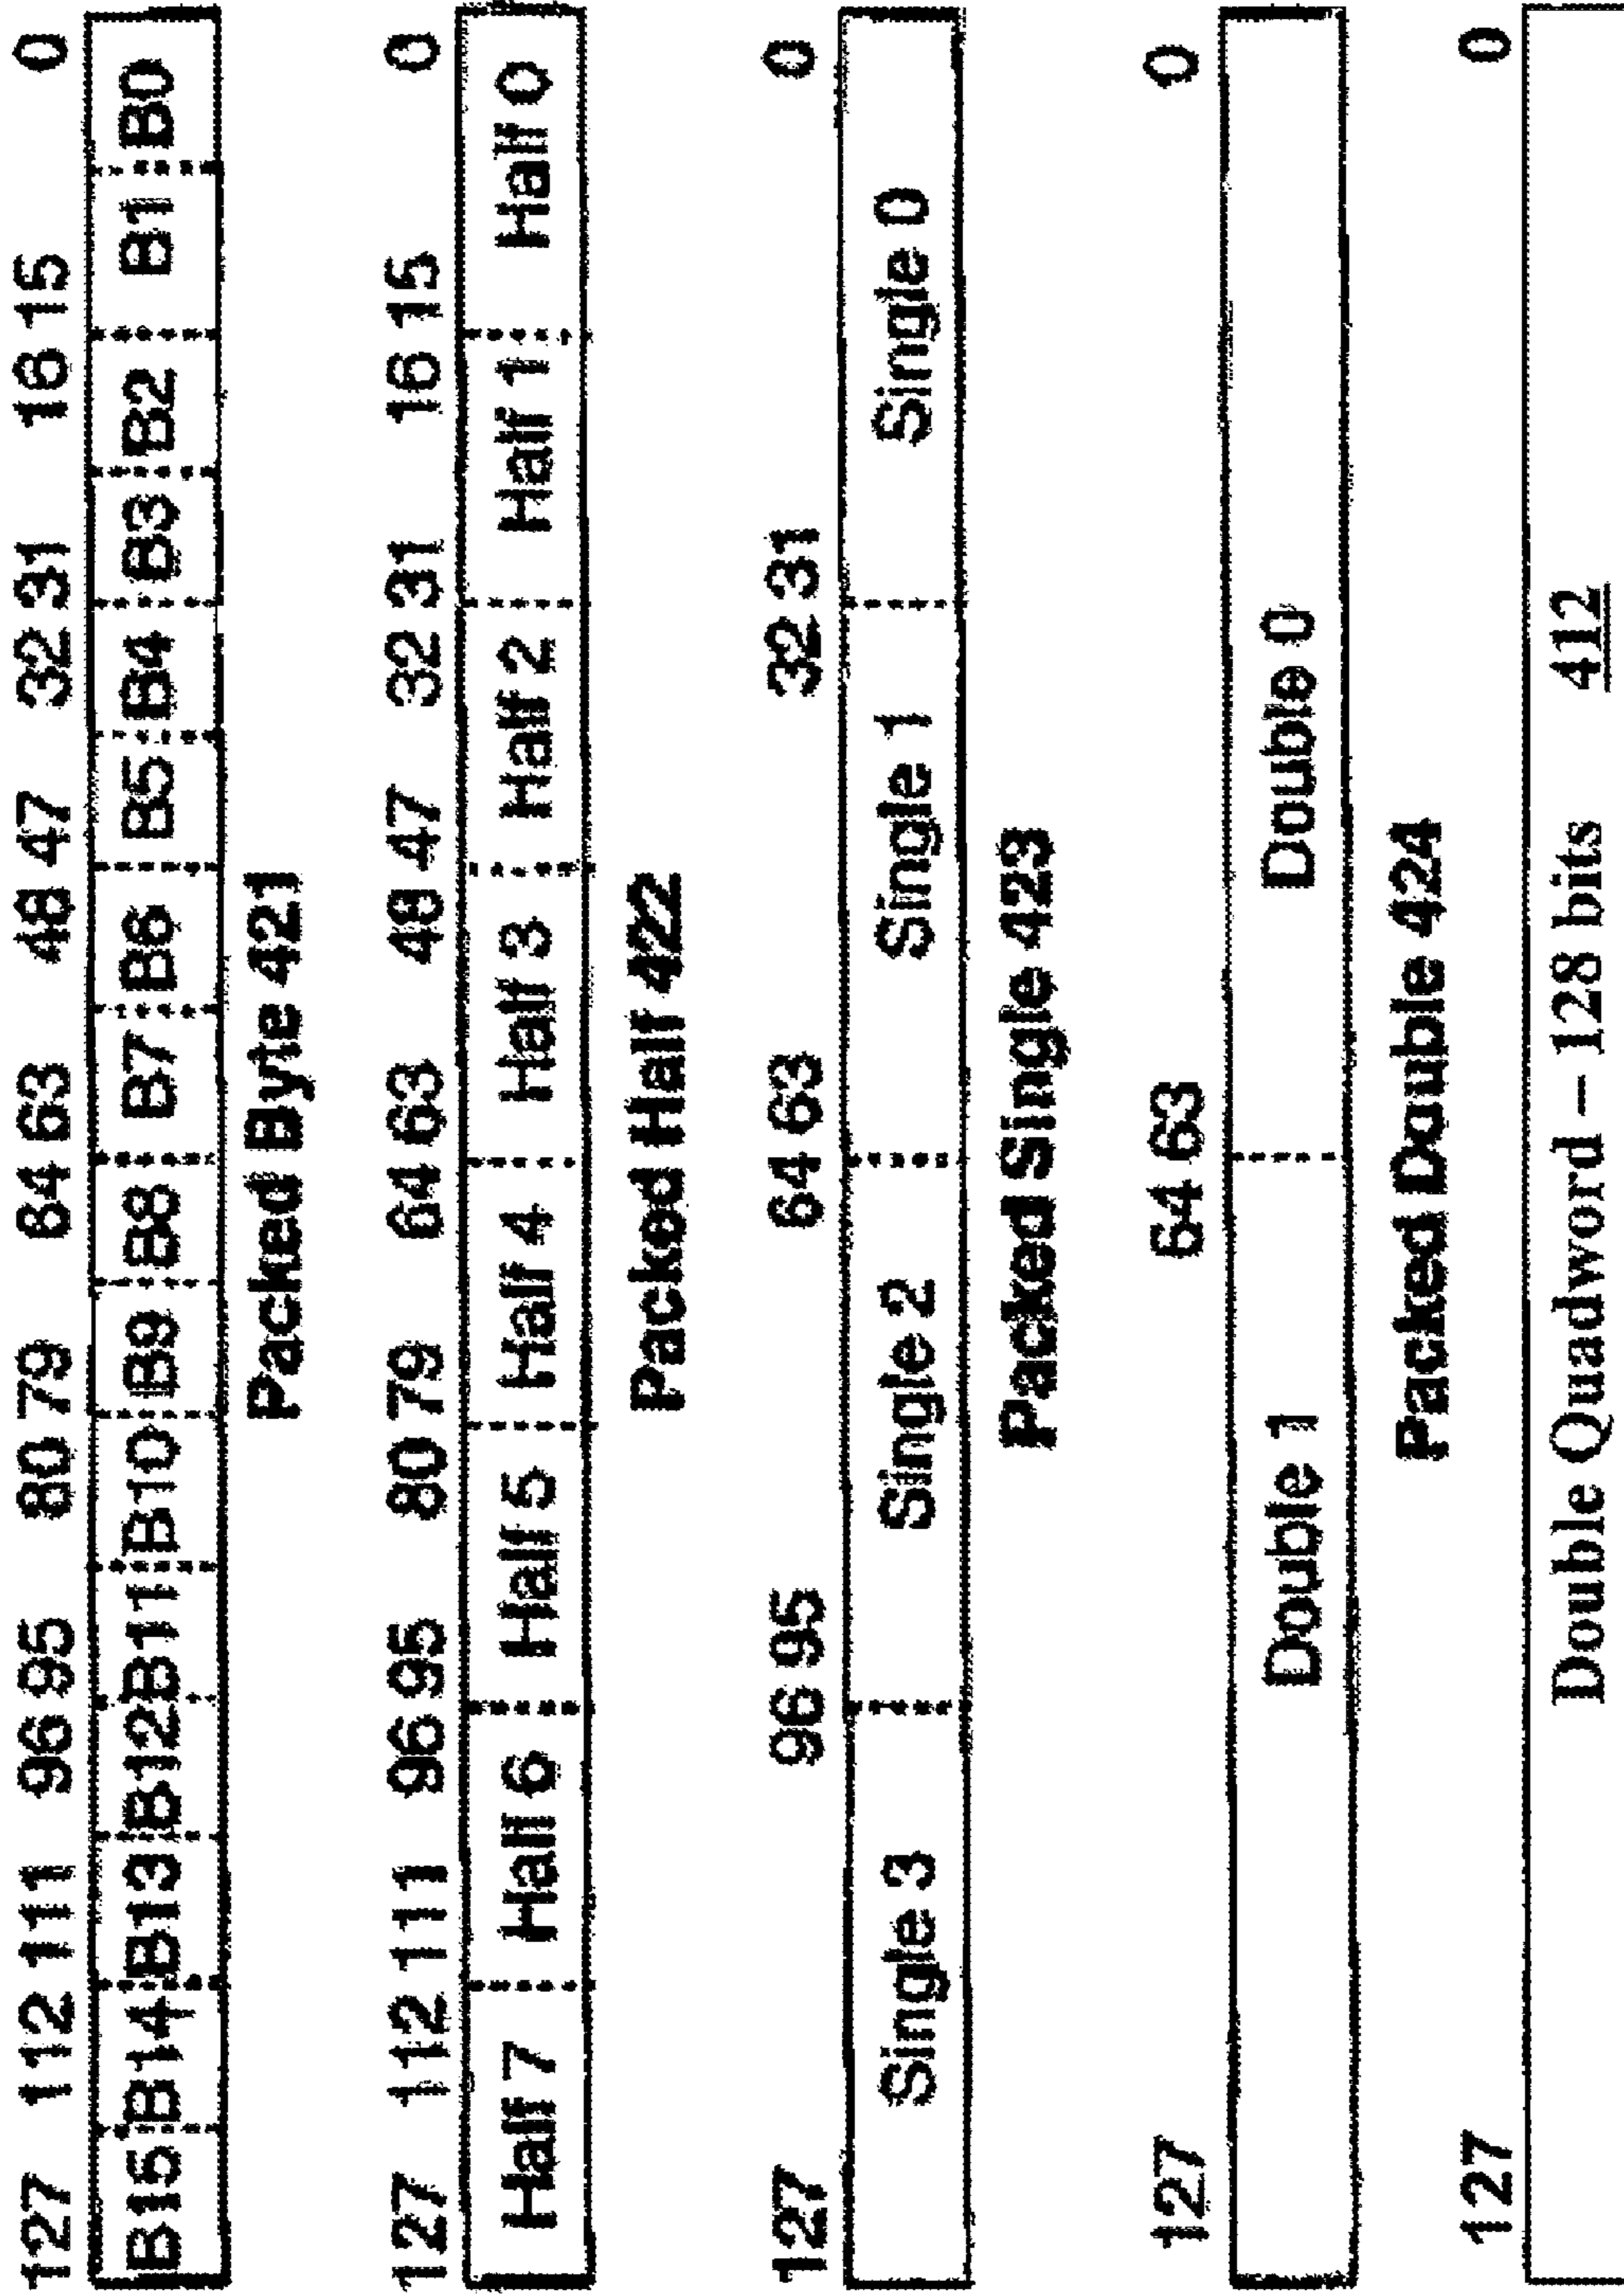 127 112 111 96 95 80 79 84 63 48 47 32 31 16 15 0
B15 B14 B13 B12 B11 B10 B9 B8 B7 B6 B5 B4 B3 B2 B1 B0
Packed Byte 421
127 112 111 96 95 80 79 64 63 48 47 32 31 16 15 0
Half 7 Half 6 Half 5 Half 4 Half 3 Half 2 Half 1 Half 0
Packed Half 422
127 96 95 64 63 32 31 0
Single 3 Single 2 Single 1 Single 0
Packed Single 423
127 64 63 0
Double 1 Double 0
Packed Double 424
127 0
Double Quadword – 128 bits 412